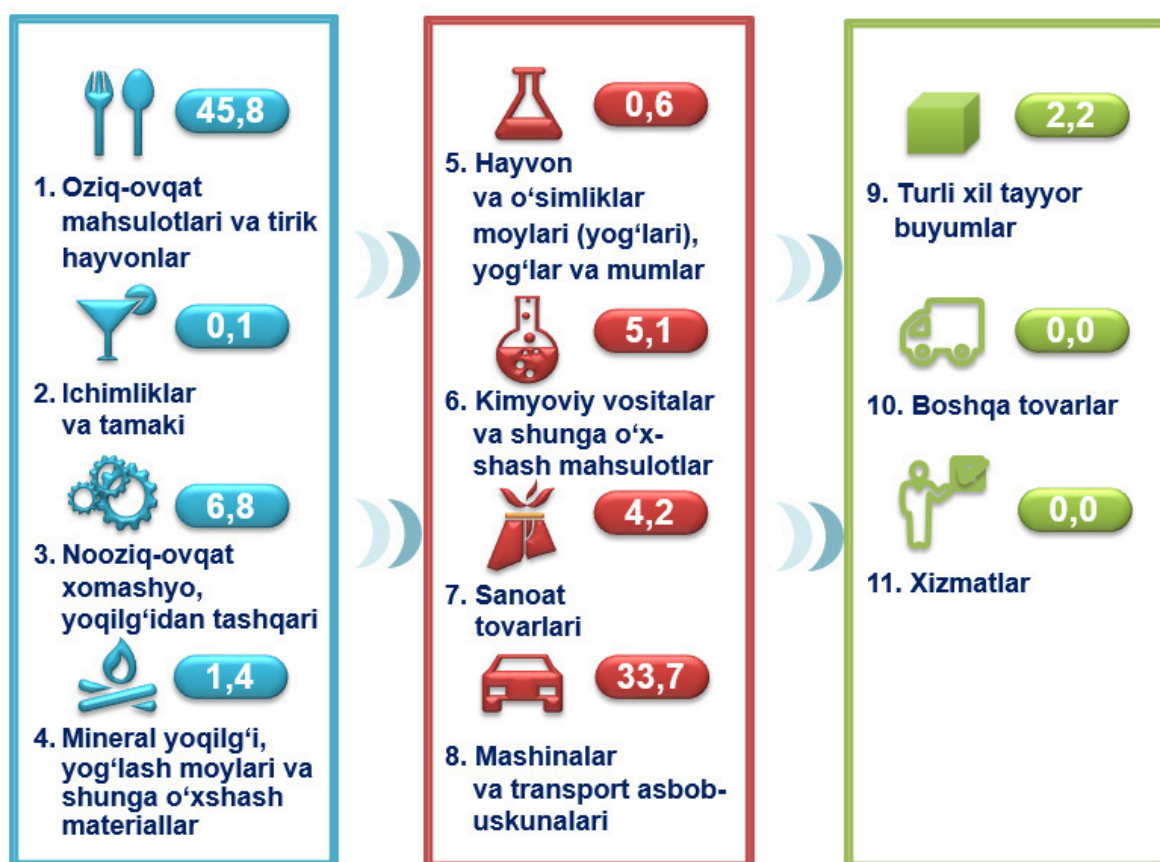 45,8
1. Oziq-ovqat
mahsulotlari va tirik
hayvonlar
0,1
2. Ichimliklar
va tamaki
6,8
3. Nooziq-ovqat
xomashyo,
yoqilg‘idan tashqari
1,4
4. Mineral yoqilg‘i,
yog‘lash moylari va
shunga o‘xshash
materiallar
0,6
5. Hayvon
va o‘simliklar
moylari (yog‘lari),
yog‘lar va mumlar
5,1
6. Kimyoviy vositalar
va shunga o‘x-
shash mahsulotlar
4,2
7. Sanoat
tovarlari
33,7
8. Mashinalar
va transport asbob-
uskunalari
2,2
9. Turli xil tayyor
buyumlar
0,0
10. Boshqa tovarlar
0,0
11. Xizmatlar